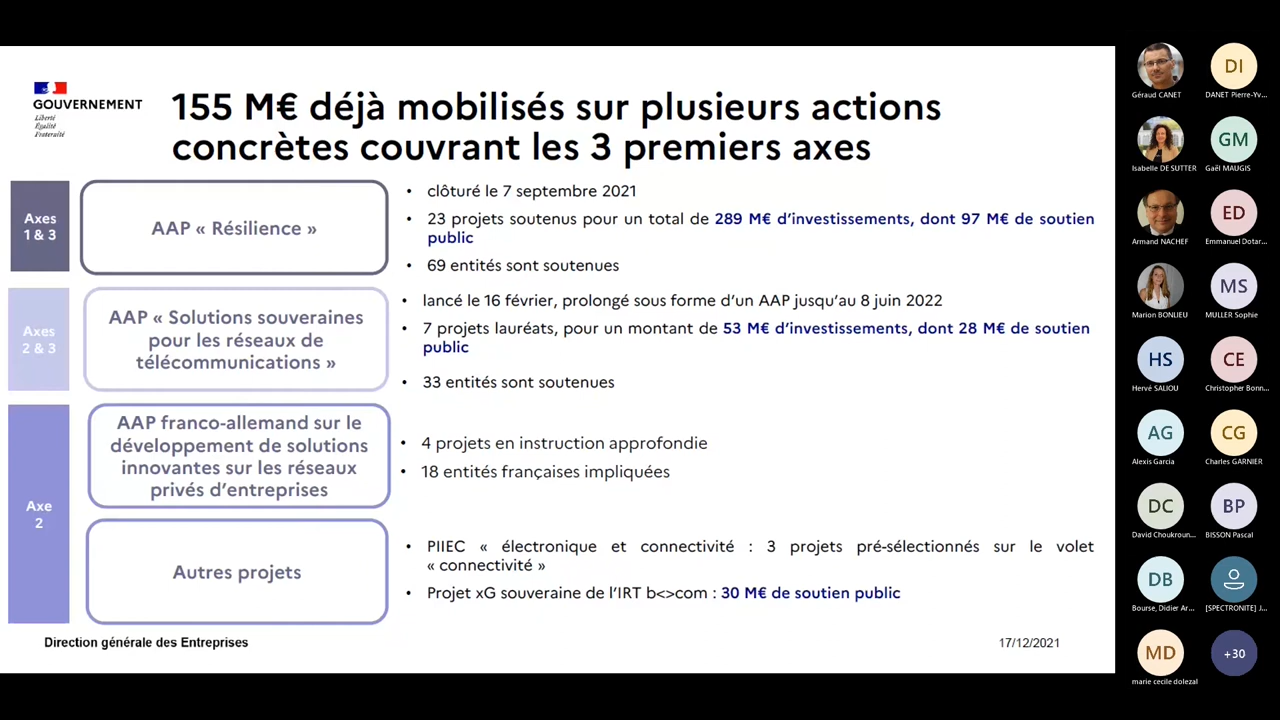 GOUVERNEMENT
Liberté
Égalité
Fraternité
155 M€ déjà mobilisés sur plusieurs actions
concrètes couvrant les 3 premiers axes
Axes
1 & 3
AAP « Résilience »
• clôturé le 7 septembre 2021
• 23 projets soutenus pour un total de 289 M€ d’investissements, dont 97 M€ de soutien
public
• 69 entités sont soutenues
Axes
2 & 3
AAP « Solutions souveraines
pour les réseaux de
télécommunications »
• lancé le 16 février, prolongé sous forme d’un AAP jusqu’au 8 juin 2022
• 7 projets lauréats, pour un montant de 53 M€ d’investissements, dont 28 M€ de soutien
public
• 33 entités sont soutenues
Axe
2
AAP franco-allemand sur le
développement de solutions
innovantes sur les réseaux
privés d’entreprises
• 4 projets en instruction approfondie
• 18 entités françaises impliquées
Autres projets
• PIIEC « électronique et connectivité : 3 projets pré-sélectionnés sur le volet
« connectivité »
• Projet xG souveraine de l’IRT b<>com : 30 M€ de soutien public
Direction générale des Entreprises
17/12/2021
Géraud CANET
DI
DANET Pierre-Yv...
Isabelle DE SUTTER
GM
Gaël MAUGIS
Armand NACHEF
ED
Emmanuel Dotar...
Marion BONLIEU
MS
MULLER Sophie
HS
Hervé SALIOU
CE
Christopher Bonn...
AG
Alexis Garcia
CG
Charles GARNIER
DC
David Choukroun...
BP
BISSON Pascal
DB
Bourse, Didier Ar...
[SPECTRONITE] J...
MD
marie cecile dolezal
+30